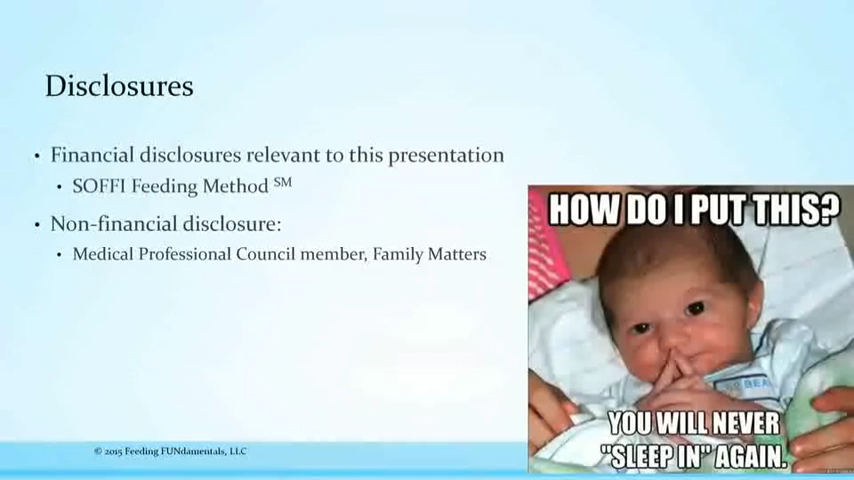 Disclosures
• Financial disclosures relevant to this presentation
• SOFFI Feeding Method SM
• Non-financial disclosure:
• Medical Professional Council member, Family Matters
HOW DO I PUT THIS?
YOU WILL NEVER
"SLEEP IN" AGAIN.
© 2015 Feeding FUNdamentals, LLC